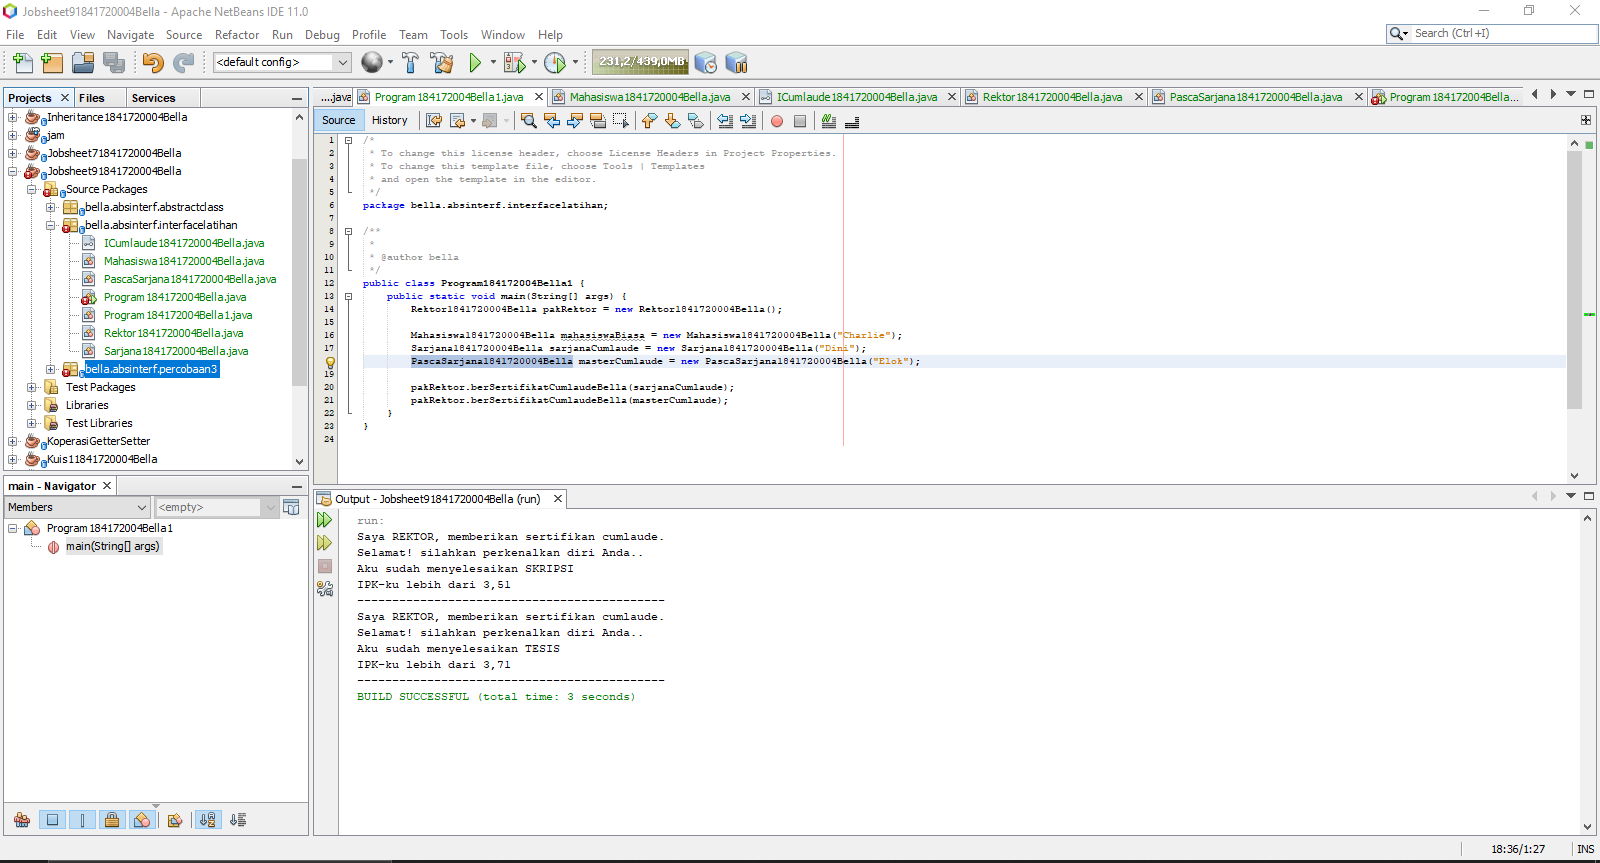 Jobsheet91841720004Bella - Apache NetBeans IDE 11.0
File Edit View Navigate Source Refactor Run Debug Profile Team Tools Window Help
Search (Ctrl+I)
<default config>
231,2/439,0MB
Projects Files Services
Inheritance1841720004Bella
jam
Jobsheet71841720004Bella
Jobsheet91841720004Bella
Source Packages
bella.absinterf.abstractclass
bella.absinterf.interfacelatihan
ICumlaude1841720004Bella.java
Mahasiswa1841720004Bella.java
PascaSarjana1841720004Bella.java
Program184172004Bella.java
Program184172004Bella1.java
Rektor1841720004Bella.java
Sarjana1841720004Bella.java
bella.absinterf.percobaan3
Test Packages
Libraries
Test Libraries
KoperasiGetterSetter
Kuis11841720004Bella
main - Navigator
Members <empty>
Program184172004Bella1
main(String[] args)
....java Program184172004Bella1.java Mahasiswa1841720004Bella.java ICumlaude1841720004Bella.java Rektor1841720004Bella.java PascaSarjana1841720004Bella.java Program184172004Bella...
Source History
1 /*
2 * To change this license header, choose License Headers in Project Properties.
3 * To change this template file, choose Tools | Templates
4 * and open the template in the editor.
5 */
6 package bella.absinterf.interfacelatihan;
7
8 /**
9 *
10 * @author bella
11 */
12 public class Program184172004Bella1 {
13 public static void main(String[] args) {
14 Rektor1841720004Bella pakRektor = new Rektor1841720004Bella();
15
16 Mahasiswa1841720004Bella mahasiswaBiasa = new Mahasiswa1841720004Bella("Charlie");
17 Sarjana1841720004Bella sarjanaCumlaude = new Sarjana1841720004Bella("Dini");
PascaSarjana1841720004Bella masterCumlaude = new PascaSarjana1841720004Bella("Elok");
19
20 pakRektor.berSertifikatCumlaudeBella(sarjanaCumlaude);
21 pakRektor.berSertifikatCumlaudeBella(masterCumlaude);
22 }
23 }
24
Output - Jobsheet91841720004Bella (run)
run:
Saya REKTOR, memberikan sertifikan cumlaude.
Selamat! silahkan perkenalkan diri Anda..
Aku sudah menyelesaikan SKRIPSI
IPK-ku lebih dari 3,51
--------------------------------------------
Saya REKTOR, memberikan sertifikan cumlaude.
Selamat! silahkan perkenalkan diri Anda..
Aku sudah menyelesaikan TESIS
IPK-ku lebih dari 3,71
--------------------------------------------
BUILD SUCCESSFUL (total time: 3 seconds)
18:36/1:27 INS